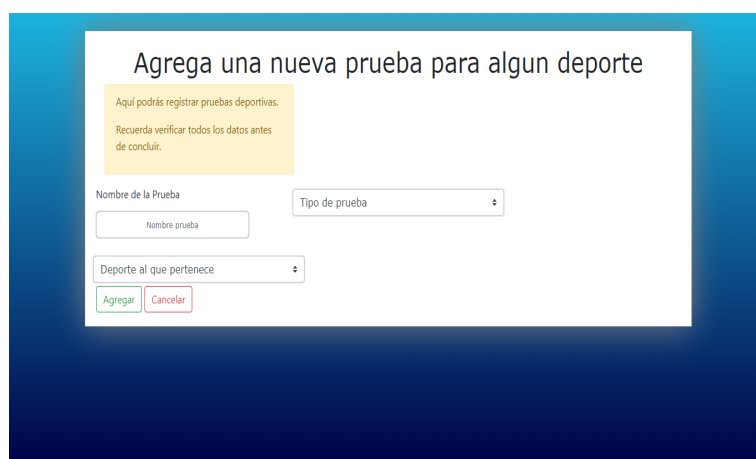 Agrega una nueva prueba para algun deporte
Aquí podrás registrar pruebas deportivas.
Recuerda verificar todos los datos antes
de concluir.
Nombre de la Prueba
Tipo de prueba
Nombre prueba
Deporte al que pertenece
Agregar
Cancelar